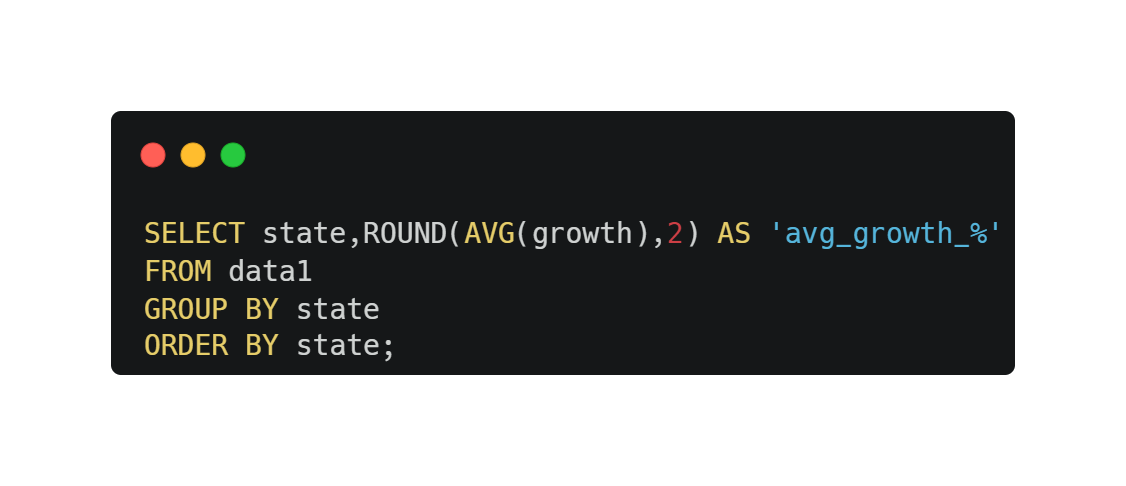 SELECT state,ROUND(AVG(growth),2) AS 'avg_growth_%'
FROM data1
GROUP BY state
ORDER BY state;